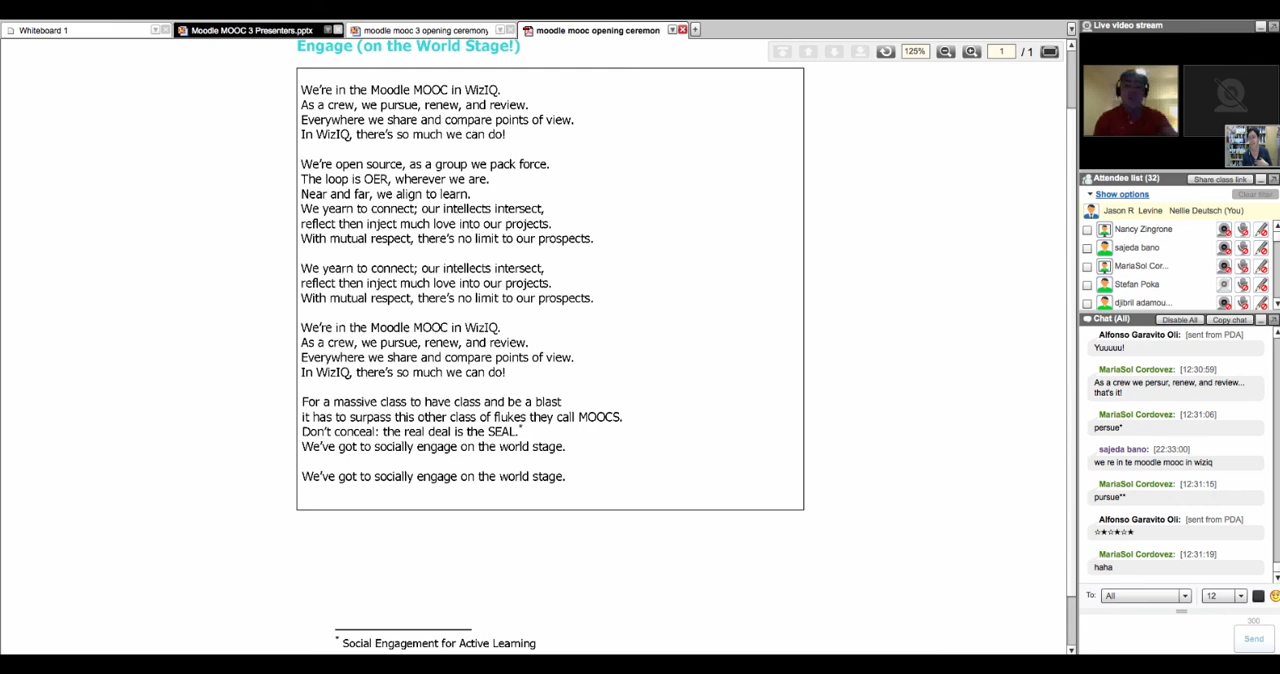 Whiteboard 1
Moodle MOOC 3 Presenters.pptx
moodle mooc 3 opening ceremony
moodle mooc opening ceremon
Engage (on the World Stage!)
125%
1 / 1
We're in the Moodle MOOC in WizIQ.
As a crew, we pursue, renew, and review.
Everywhere we share and compare points of view.
In WizIQ, there's so much we can do!
We're open source, as a group we pack force.
The loop is OER, wherever we are.
Near and far, we align to learn.
We yearn to connect; our intellects intersect,
reflect then inject much love into our projects.
With mutual respect, there's no limit to our prospects.
We yearn to connect; our intellects intersect,
reflect then inject much love into our projects.
With mutual respect, there's no limit to our prospects.
We're in the Moodle MOOC in WizIQ.
As a crew, we pursue, renew, and review.
Everywhere we share and compare points of view.
In WizIQ, there's so much we can do!
For a massive class to have class and be a blast
it has to surpass this other class of flukes they call MOOCS.
Don't conceal: the real deal is the SEAL.*
We've got to socially engage on the world stage.
We've got to socially engage on the world stage.
* Social Engagement for Active Learning
Live video stream
Attendee list (32)
Share class link
Show options
Clear filter
Jason R Levine Nellie Deutsch (You)
Nancy Zingrone
sajeda bano
MariaSol Cor...
Stefan Poka
djibril adamou...
Chat (All)
Disable All
Copy chat
Alfonso Garavito Oli: [sent from PDA]
Yuuuuu!
MariaSol Cordovez: [12:30:59]
As a crew we persur, renew, and review...
that's it!
MariaSol Cordovez: [12:31:06]
persue*
sajeda bano: [22:33:00]
we re in te moodle mooc in wiziq
MariaSol Cordovez: [12:31:15]
pursue**
Alfonso Garavito Oli: [sent from PDA]
☆★☆★★
MariaSol Cordovez: [12:31:19]
haha
To: All
12
300
Send